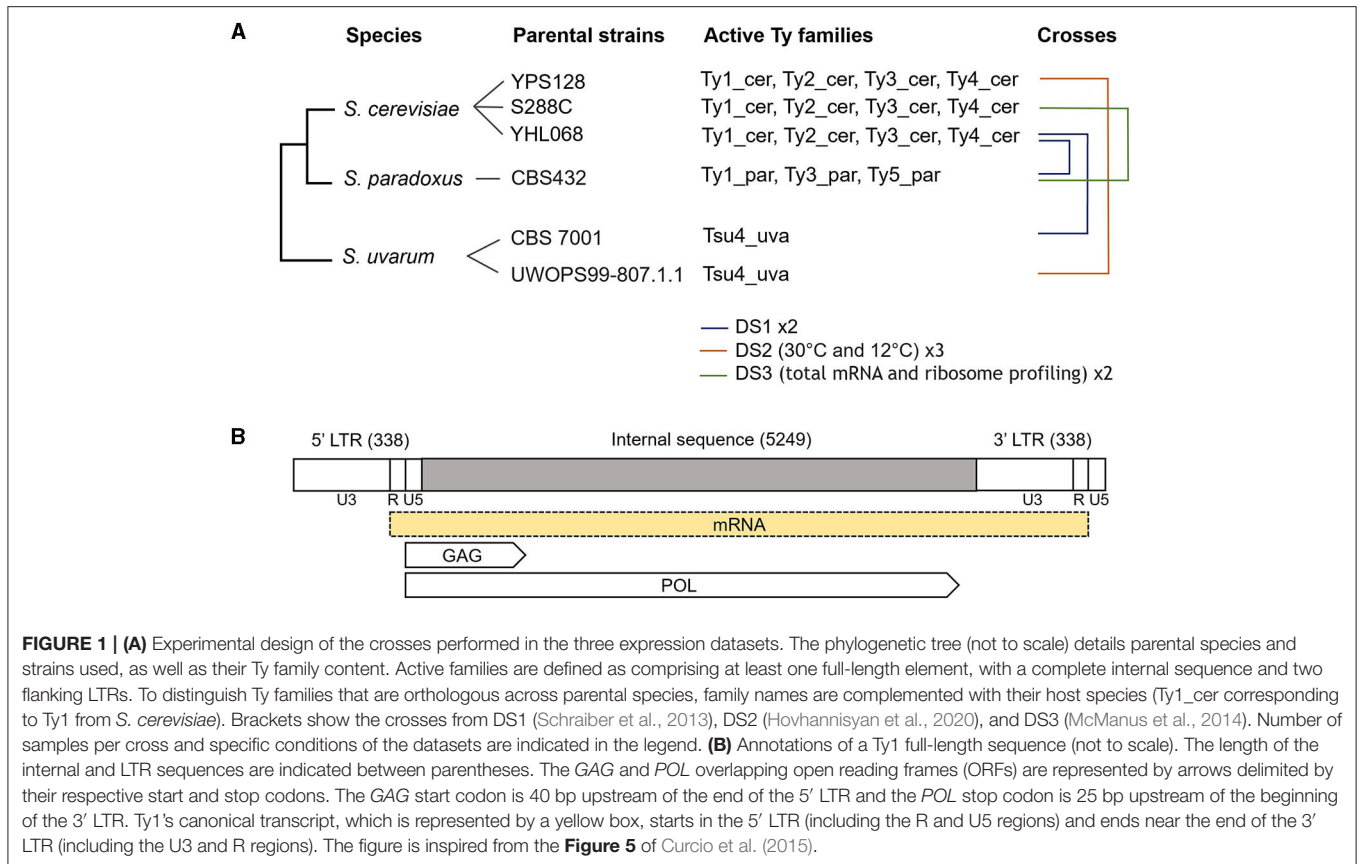 A
Species Parental strains Active Ty families Crosses
YPS128 Ty1_cer, Ty2_cer, Ty3_cer, Ty4_cer
S. cerevisiae S288C Ty1_cer, Ty2_cer, Ty3_cer, Ty4_cer
YHL068 Ty1_cer, Ty2_cer, Ty3_cer, Ty4_cer
S. paradoxus CBS432 Ty1_par, Ty3_par, Ty5_par
CBS 7001 Tsu4_uva
S. uvarum
UWOPS99-807.1.1 Tsu4_uva
DS1 x2
DS2 (30°C and 12°C) x3
DS3 (total mRNA and ribosome profiling) x2
B
5' LTR (338) Internal sequence (5249) 3' LTR (338)
U3 R U5 U3 R U5
mRNA
GAG
POL
FIGURE 1 | (A) Experimental design of the crosses performed in the three expression datasets. The phylogenetic tree (not to scale) details parental species and
strains used, as well as their Ty family content. Active families are defined as comprising at least one full-length element, with a complete internal sequence and two
flanking LTRs. To distinguish Ty families that are orthologous across parental species, family names are complemented with their host species (Ty1_cer corresponding
to Ty1 from S. cerevisiae). Brackets show the crosses from DS1 (Schraiber et al., 2013), DS2 (Hovhannisyan et al., 2020), and DS3 (McManus et al., 2014). Number of
samples per cross and specific conditions of the datasets are indicated in the legend. (B) Annotations of a Ty1 full-length sequence (not to scale). The length of the
internal and LTR sequences are indicated between parentheses. The GAG and POL overlapping open reading frames (ORFs) are represented by arrows delimited by
their respective start and stop codons. The GAG start codon is 40 bp upstream of the end of the 5′ LTR and the POL stop codon is 25 bp upstream of the beginning
of the 3′ LTR. Ty1's canonical transcript, which is represented by a yellow box, starts in the 5′ LTR (including the R and U5 regions) and ends near the end of the 3′
LTR (including the U3 and R regions). The figure is inspired from the Figure 5 of Curcio et al. (2015).